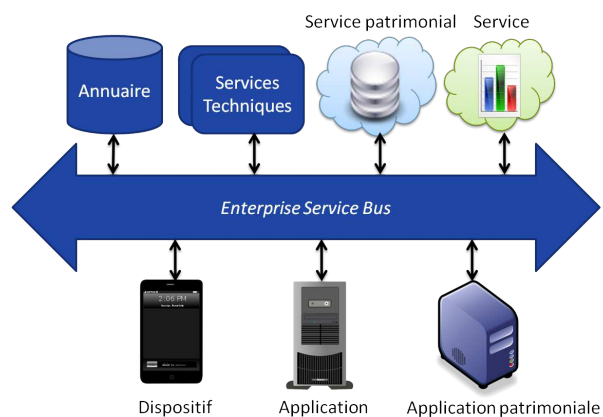 Service patrimonial
Service
Annuaire
Services
Techniques
Enterprise Service Bus
2:06 PM
Dispositif
Application
Application patrimoniale